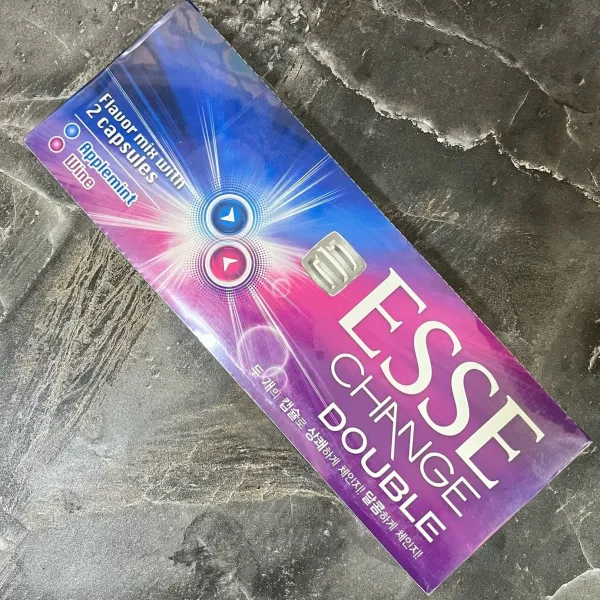 Flavor mix with
2 capsules
Applemint
Wine
ESSE
CHANGE
DOUBLE
두 개의 캡슐로 상쾌하게 체인지! 달콤하게 체인지!